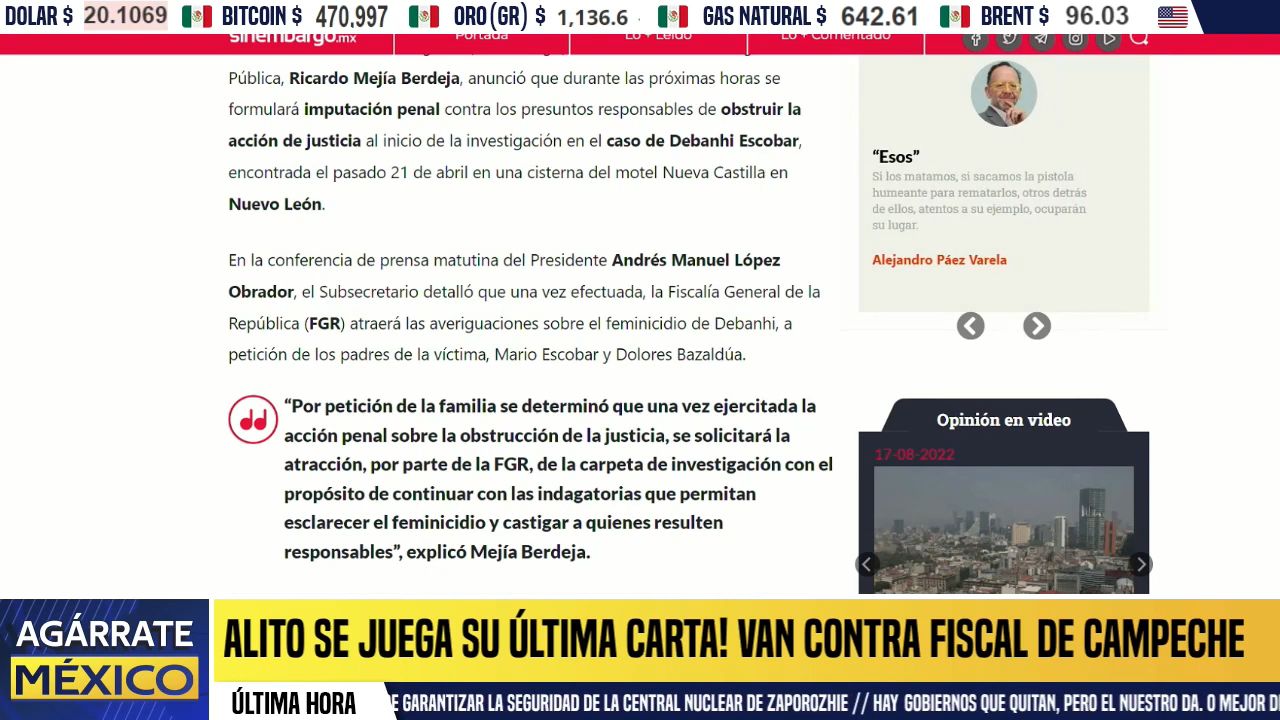 DOLAR $ 20.1069 BITCOIN $ 470,997 ORO(GR) $ 1,136.6 GAS NATURAL $ 642.61 BRENT $ 96.03
sinembargo.mx Portada Lo + Leído Lo + Comentado
Pública, Ricardo Mejía Berdeja, anunció que durante las próximas horas se
formulará imputación penal contra los presuntos responsables de obstruir la
acción de justicia al inicio de la investigación en el caso de Debanhi Escobar,
encontrada el pasado 21 de abril en una cisterna del motel Nueva Castilla en
Nuevo León.
En la conferencia de prensa matutina del Presidente Andrés Manuel López
Obrador, el Subsecretario detalló que una vez efectuada, la Fiscalía General de la
República (FGR) atraerá las averiguaciones sobre el feminicidio de Debanhi, a
petición de los padres de la víctima, Mario Escobar y Dolores Bazaldúa.
“Por petición de la familia se determinó que una vez ejercitada la
acción penal sobre la obstrucción de la justicia, se solicitará la
atracción, por parte de la FGR, de la carpeta de investigación con el
propósito de continuar con las indagatorias que permitan
esclarecer el feminicidio y castigar a quienes resulten
responsables”, explicó Mejía Berdeja.
“Esos”
Si los matamos, si sacamos la pistola
humeante para rematarlos, otros detrás
de ellos, atentos a su ejemplo, ocuparán
su lugar.
Alejandro Páez Varela
Opinión en video
17-08-2022
AGÁRRATE
MÉXICO
ALITO SE JUEGA SU ÚLTIMA CARTA! VAN CONTRA FISCAL DE CAMPECHE
ÚLTIMA HORA
E GARANTIZAR LA SEGURIDAD DE LA CENTRAL NUCLEAR DE ZAPOROZHIE // HAY GOBIERNOS QUE QUITAN, PERO EL NUESTRO DA. O MEJOR D